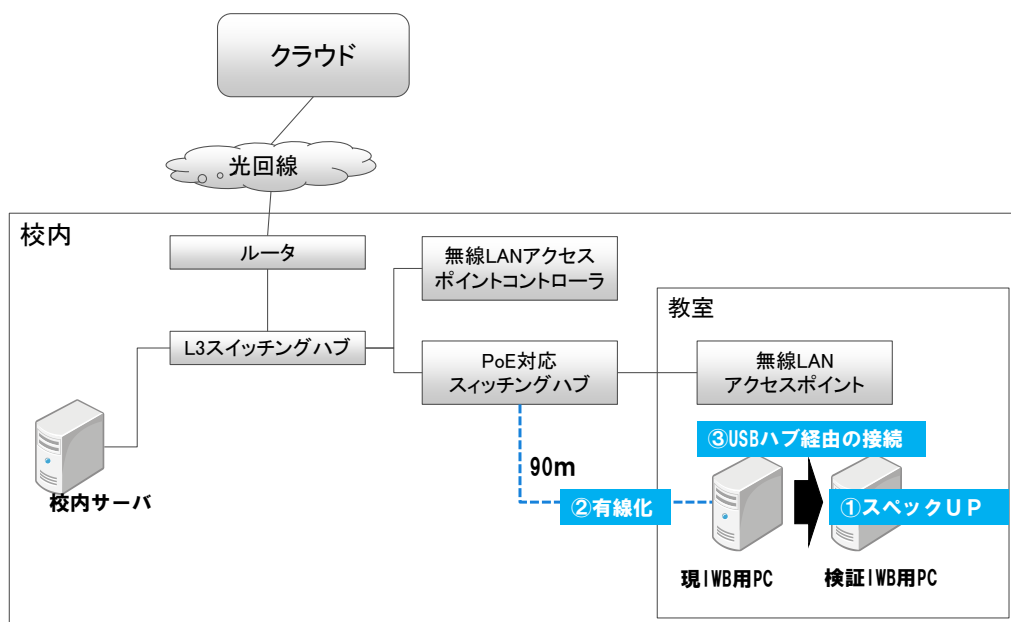 クラウド
光回線
校内
ルータ
無線LANアクセス
ポイントコントローラ
教室
L3スイッチングハブ
PoE対応
スィッチングハブ
無線LAN
アクセスポイント
③USBハブ経由の接続
90m
校内サーバ
②有線化
①スペックUP
現IWB用PC
検証IWB用PC